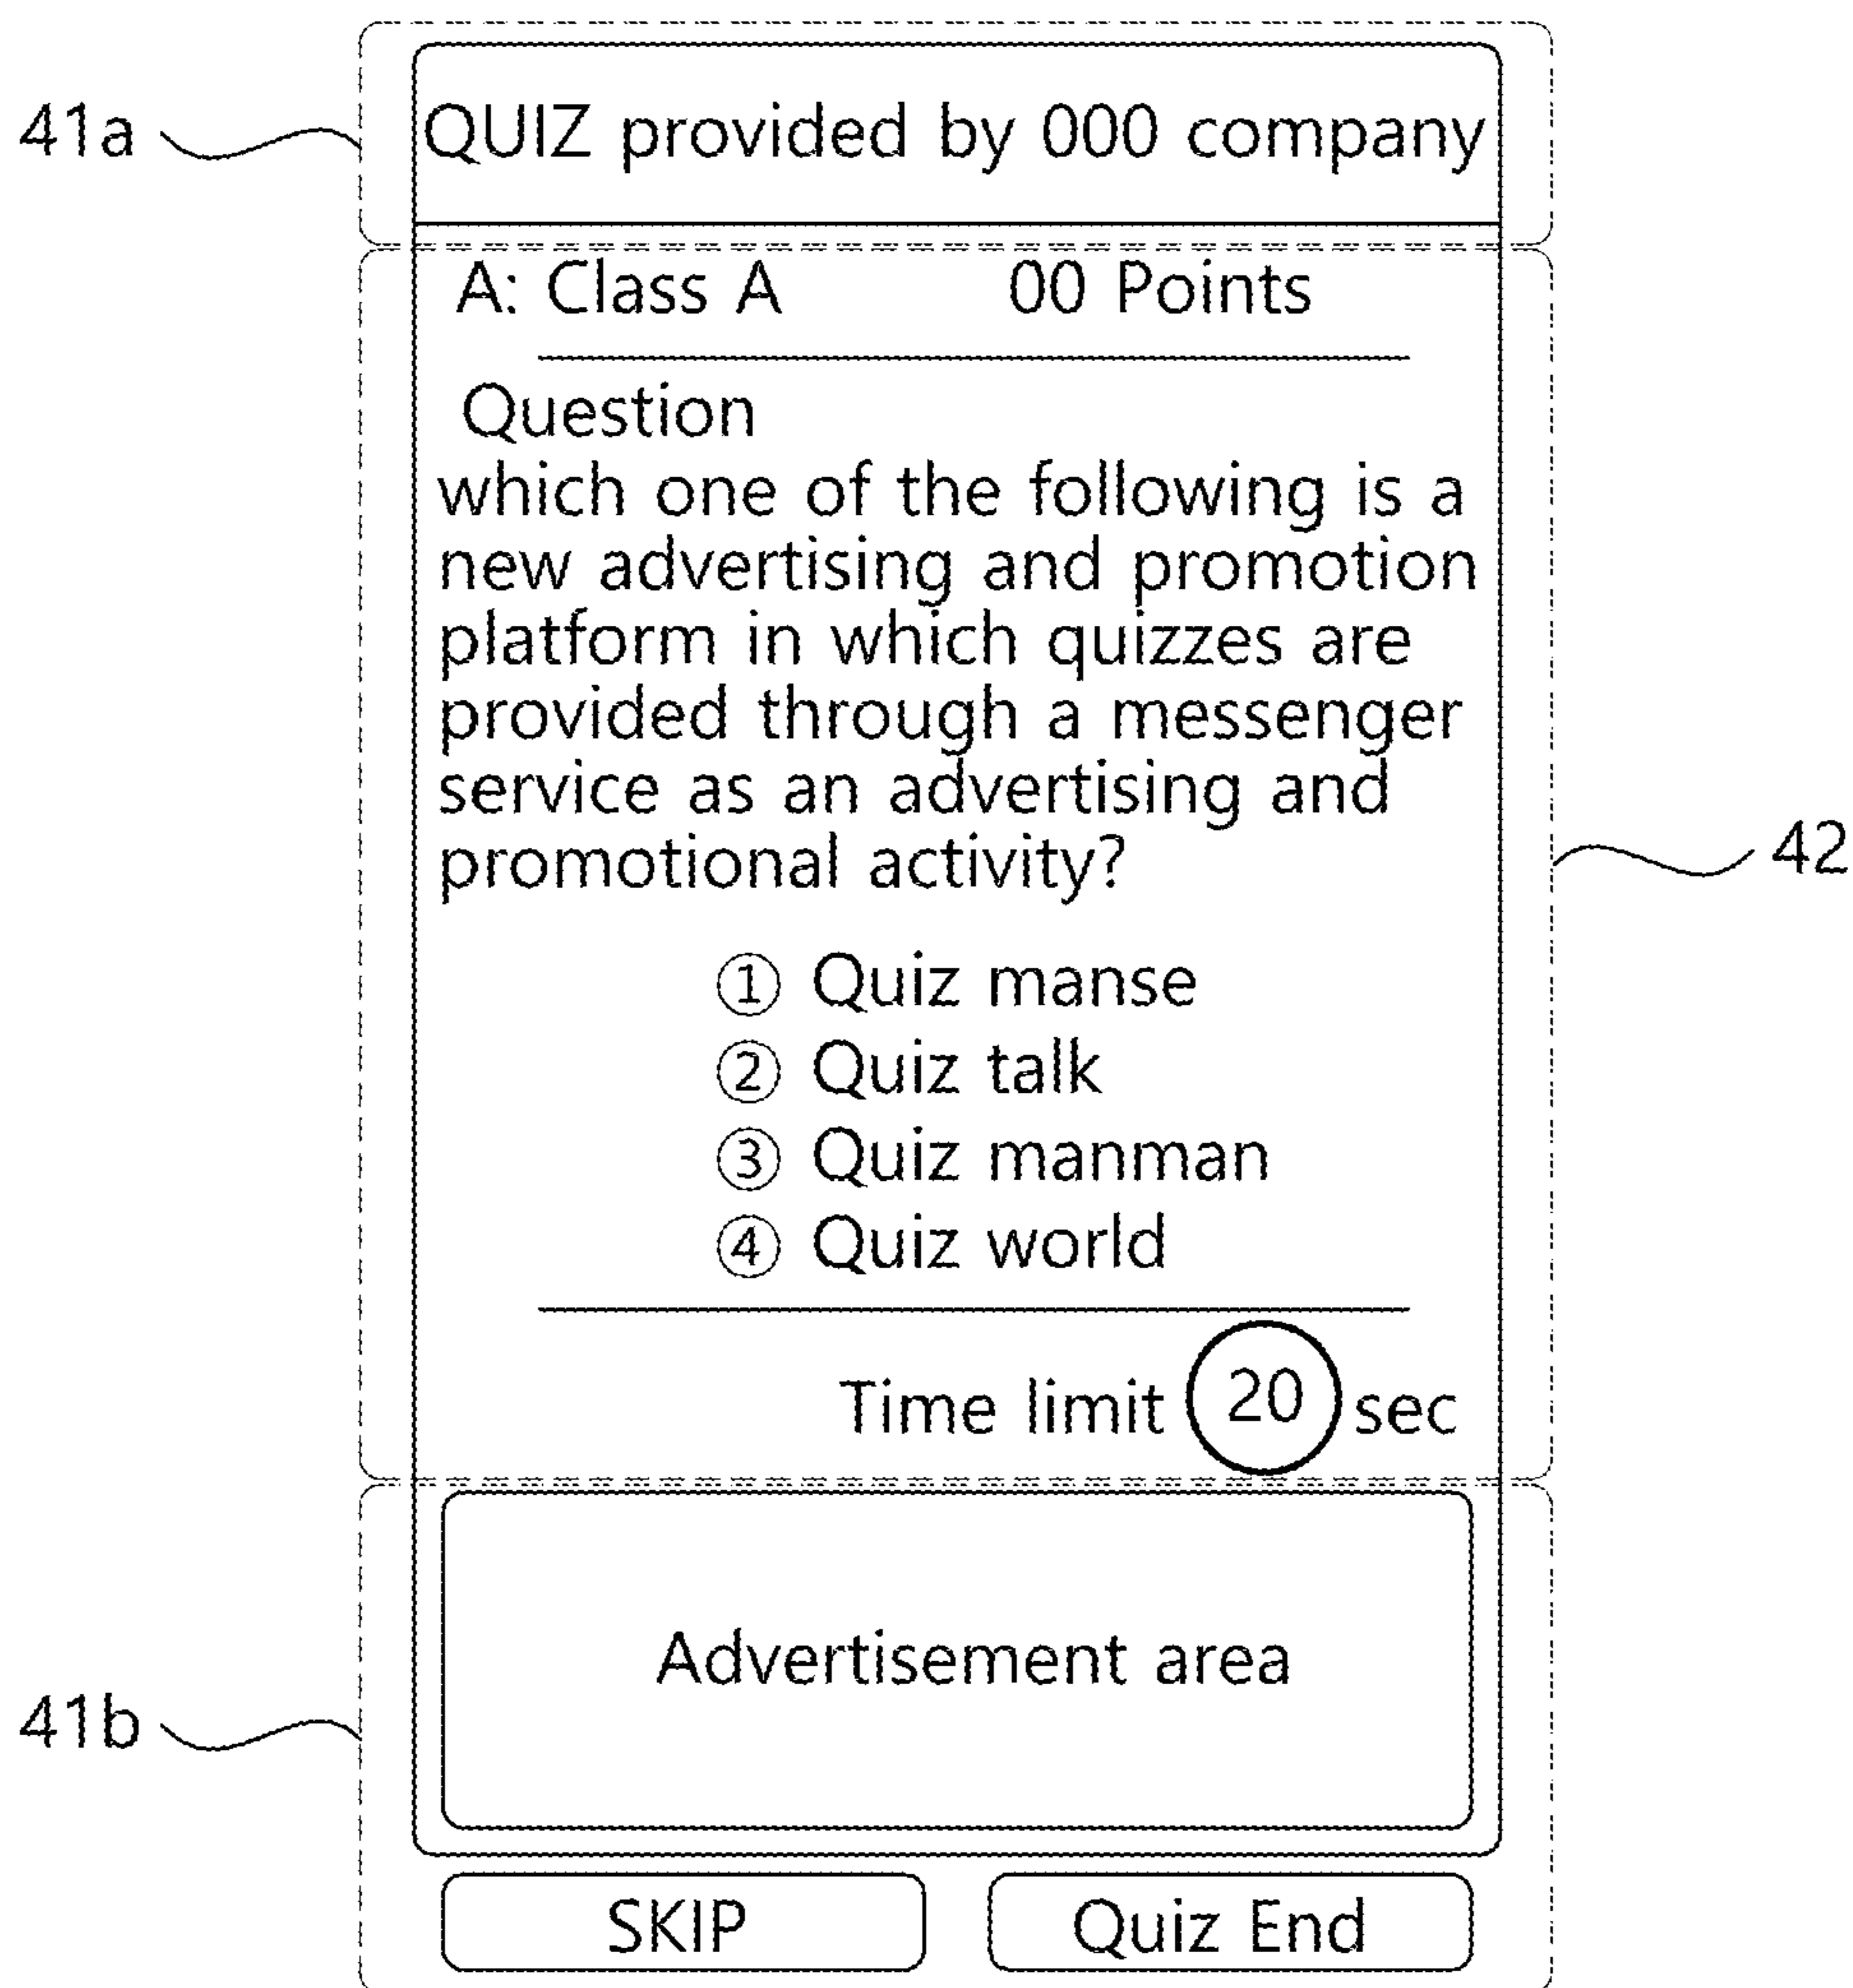 41a
QUIZ provided by 000 company
A: Class A 00 Points
Question
which one of the following is a
new advertising and promotion
platform in which quizzes are
provided through a messenger
service as an advertising and
promotional activity?
42
① Quiz manse
② Quiz talk
③ Quiz manman
④ Quiz world
Time limit 20 sec
Advertisement area
41b
SKIP Quiz End